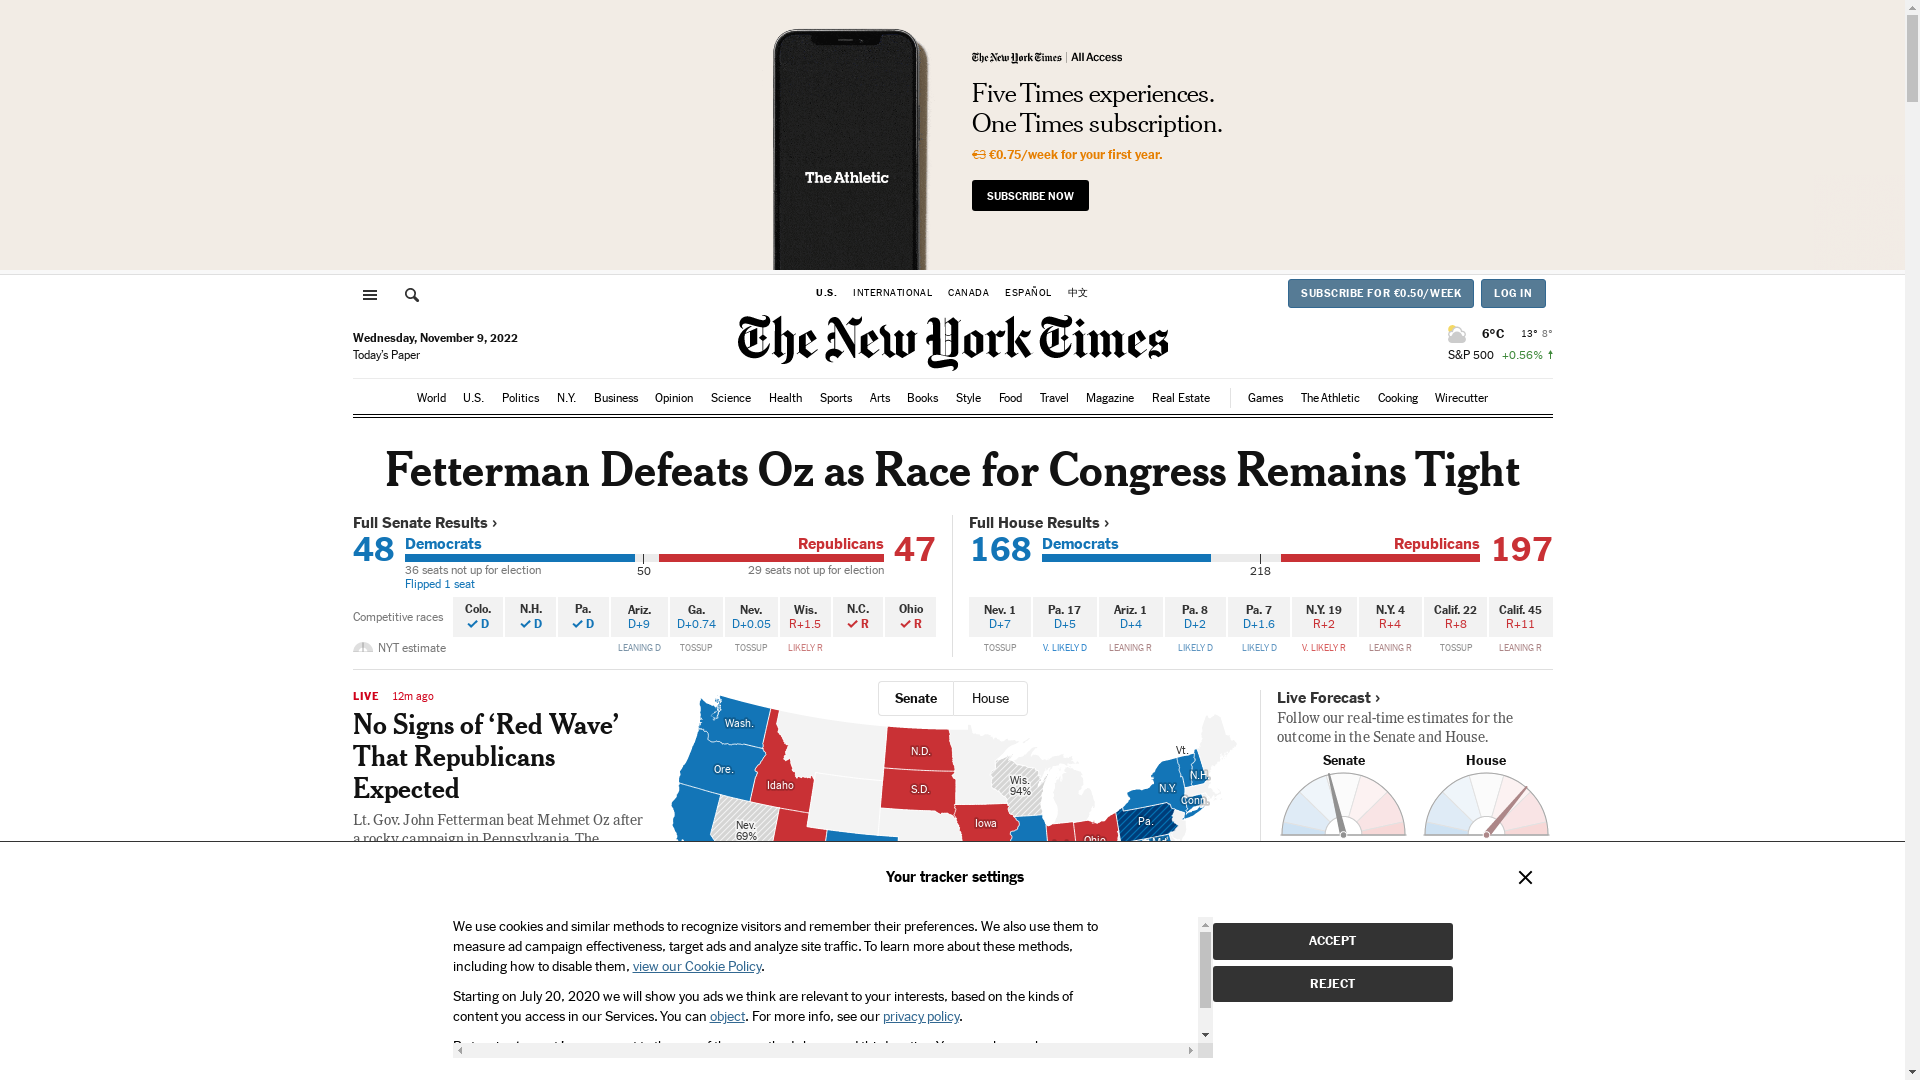 The New York Times | All Access
Five Times experiences.
One Times subscription.
€3 €0.75/week for your first year.
SUBSCRIBE NOW
The Athletic
U.S. INTERNATIONAL CANADA ESPAÑOL 中文
SUBSCRIBE FOR €0.50/WEEK LOG IN
Wednesday, November 9, 2022
Today's Paper
The New York Times
6°C 13° 8°
S&P 500 +0.56% ↑
World U.S. Politics N.Y. Business Opinion Science Health Sports Arts Books Style Food Travel Magazine Real Estate Games The Athletic Cooking Wirecutter
Fetterman Defeats Oz as Race for Congress Remains Tight
Full Senate Results ›
48 Democrats Republicans 47
36 seats not up for election 50 29 seats not up for election
Flipped 1 seat
Competitive races
Colo. N.H. Pa. Ariz. Ga. Nev. Wis. N.C. Ohio
✓ D ✓ D ✓ D D+9 D+0.74 D+0.05 R+1.5 ✓ R ✓ R
NYT estimate LEANING D TOSSUP TOSSUP LIKELY R
Full House Results ›
168 Democrats Republicans 197
218
Nev. 1 Pa. 17 Ariz. 1 Pa. 8 Pa. 7 N.Y. 19 N.Y. 4 Calif. 22 Calif. 45
D+7 D+5 D+4 D+2 D+1.6 R+2 R+4 R+8 R+11
TOSSUP V. LIKELY D LEANING R LIKELY D LIKELY D V. LIKELY R LEANING R TOSSUP LEANING R
LIVE 12m ago
No Signs of ‘Red Wave’
That Republicans
Expected
Lt. Gov. John Fetterman beat Mehmet Oz after
a rocky campaign in Pennsylvania. The
Senate House
Wash.
Ore.
Idaho
Nev.
69%
N.D.
S.D.
Wis.
94%
Iowa
Ohio
Vt.
N.H.
N.Y.
Conn.
Pa.
Md.
Live Forecast ›
Follow our real-time estimates for the
outcome in the Senate and House.
Senate House
Your tracker settings
We use cookies and similar methods to recognize visitors and remember their preferences. We also use them to
measure ad campaign effectiveness, target ads and analyze site traffic. To learn more about these methods,
including how to disable them, view our Cookie Policy.
Starting on July 20, 2020 we will show you ads we think are relevant to your interests, based on the kinds of
content you access in our Services. You can object. For more info, see our privacy policy.
ACCEPT
REJECT